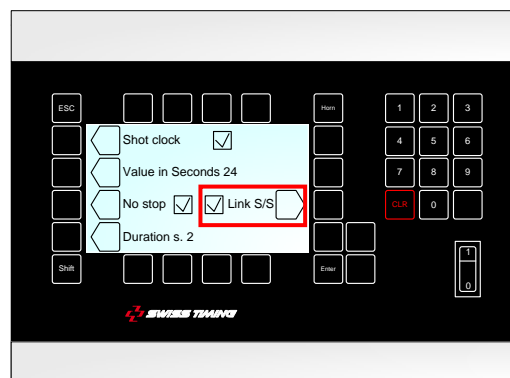 ESC
Horn
1 2 3
Shot clock
4 5 6
Value in Seconds 24
7 8 9
No stop Link S/S
CLR 0
Duration s. 2
1
Shift
Enter
0
SWISS TIMING